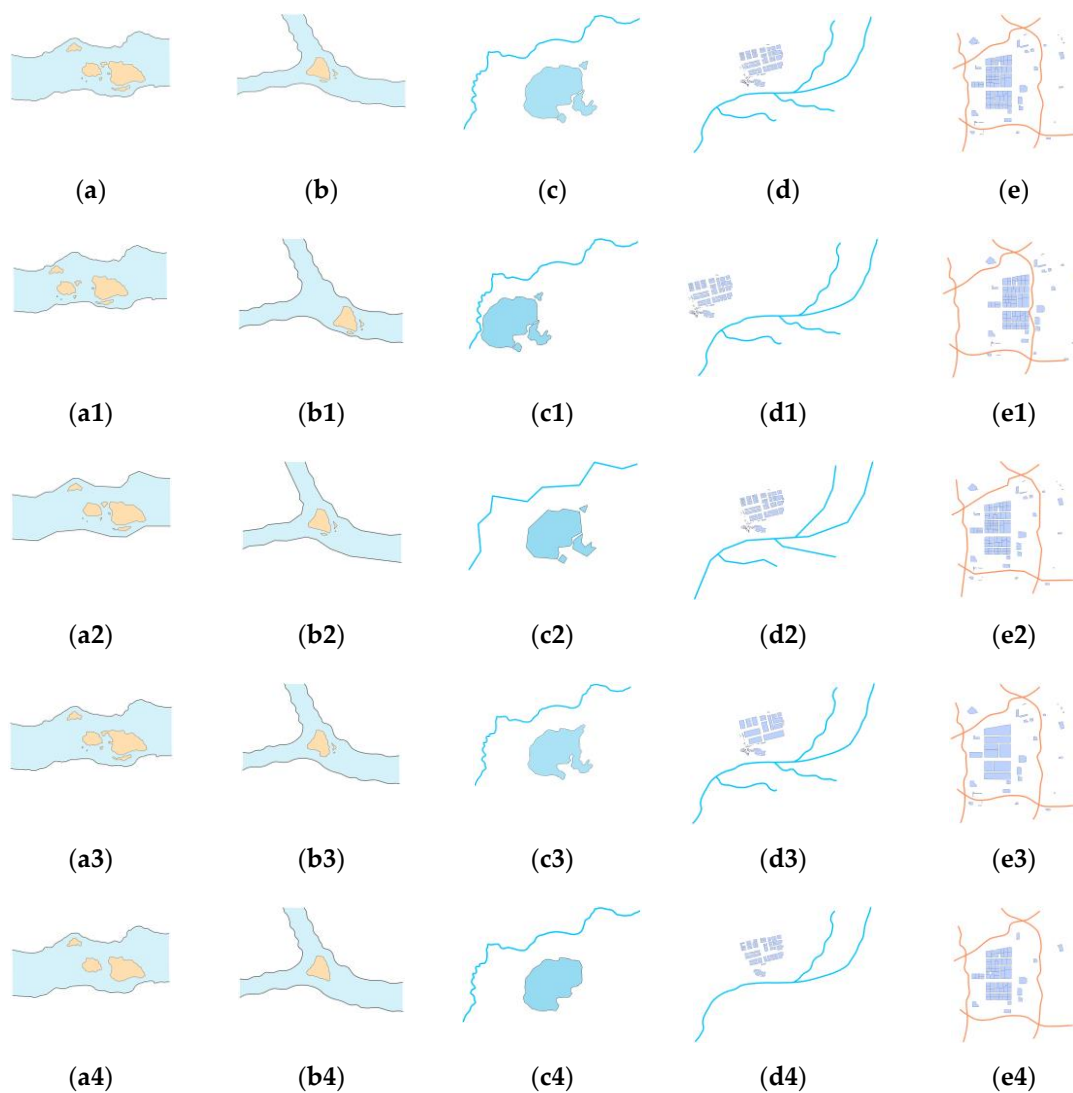 (a) (b) (c) (d) (e)
(a1) (b1) (c1) (d1) (e1)
(a2) (b2) (c2) (d2) (e2)
(a3) (b3) (c3) (d3) (e3)
(a4) (b4) (c4) (d4) (e4)